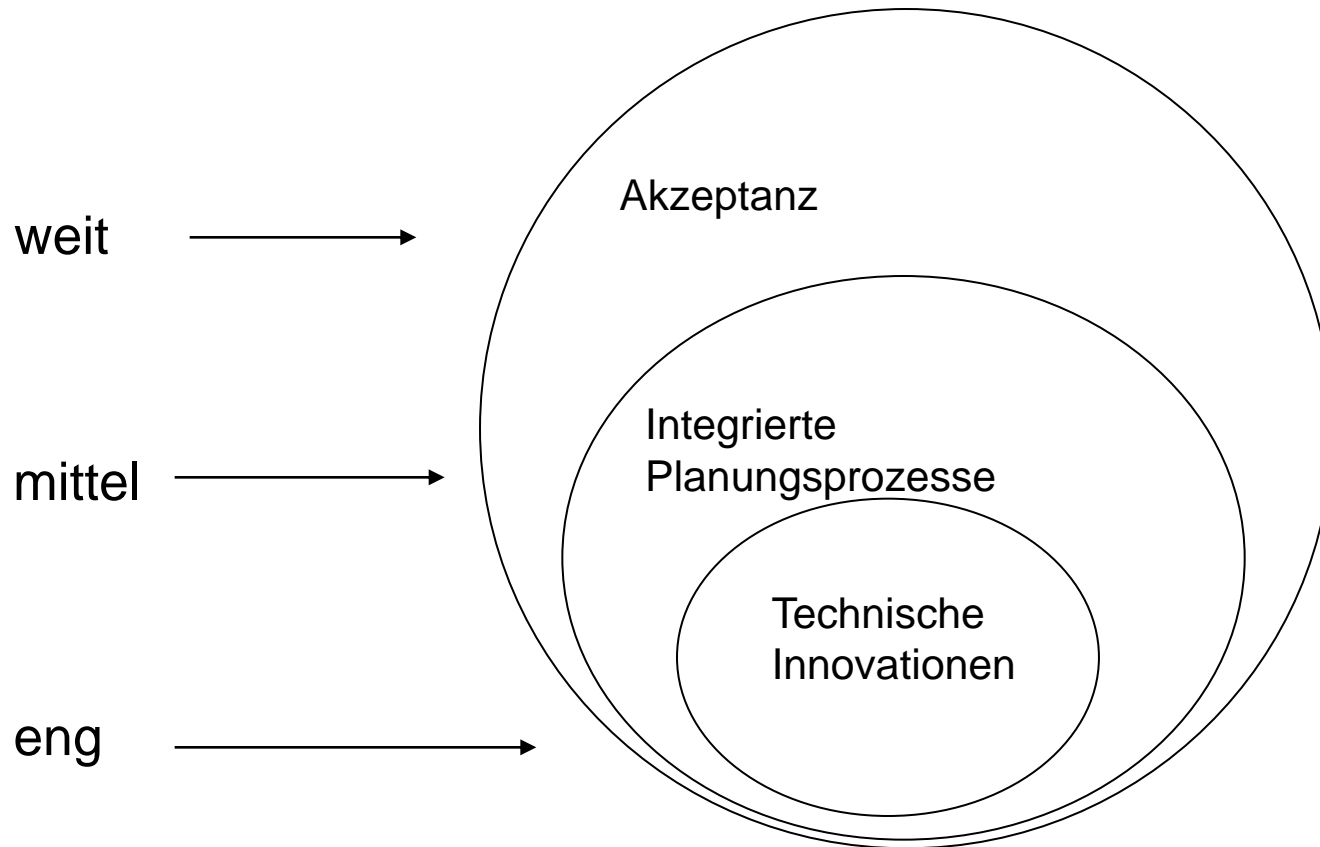 Akzeptanz
weit
Integrierte
Planungsprozesse
mittel
Technische
Innovationen
eng